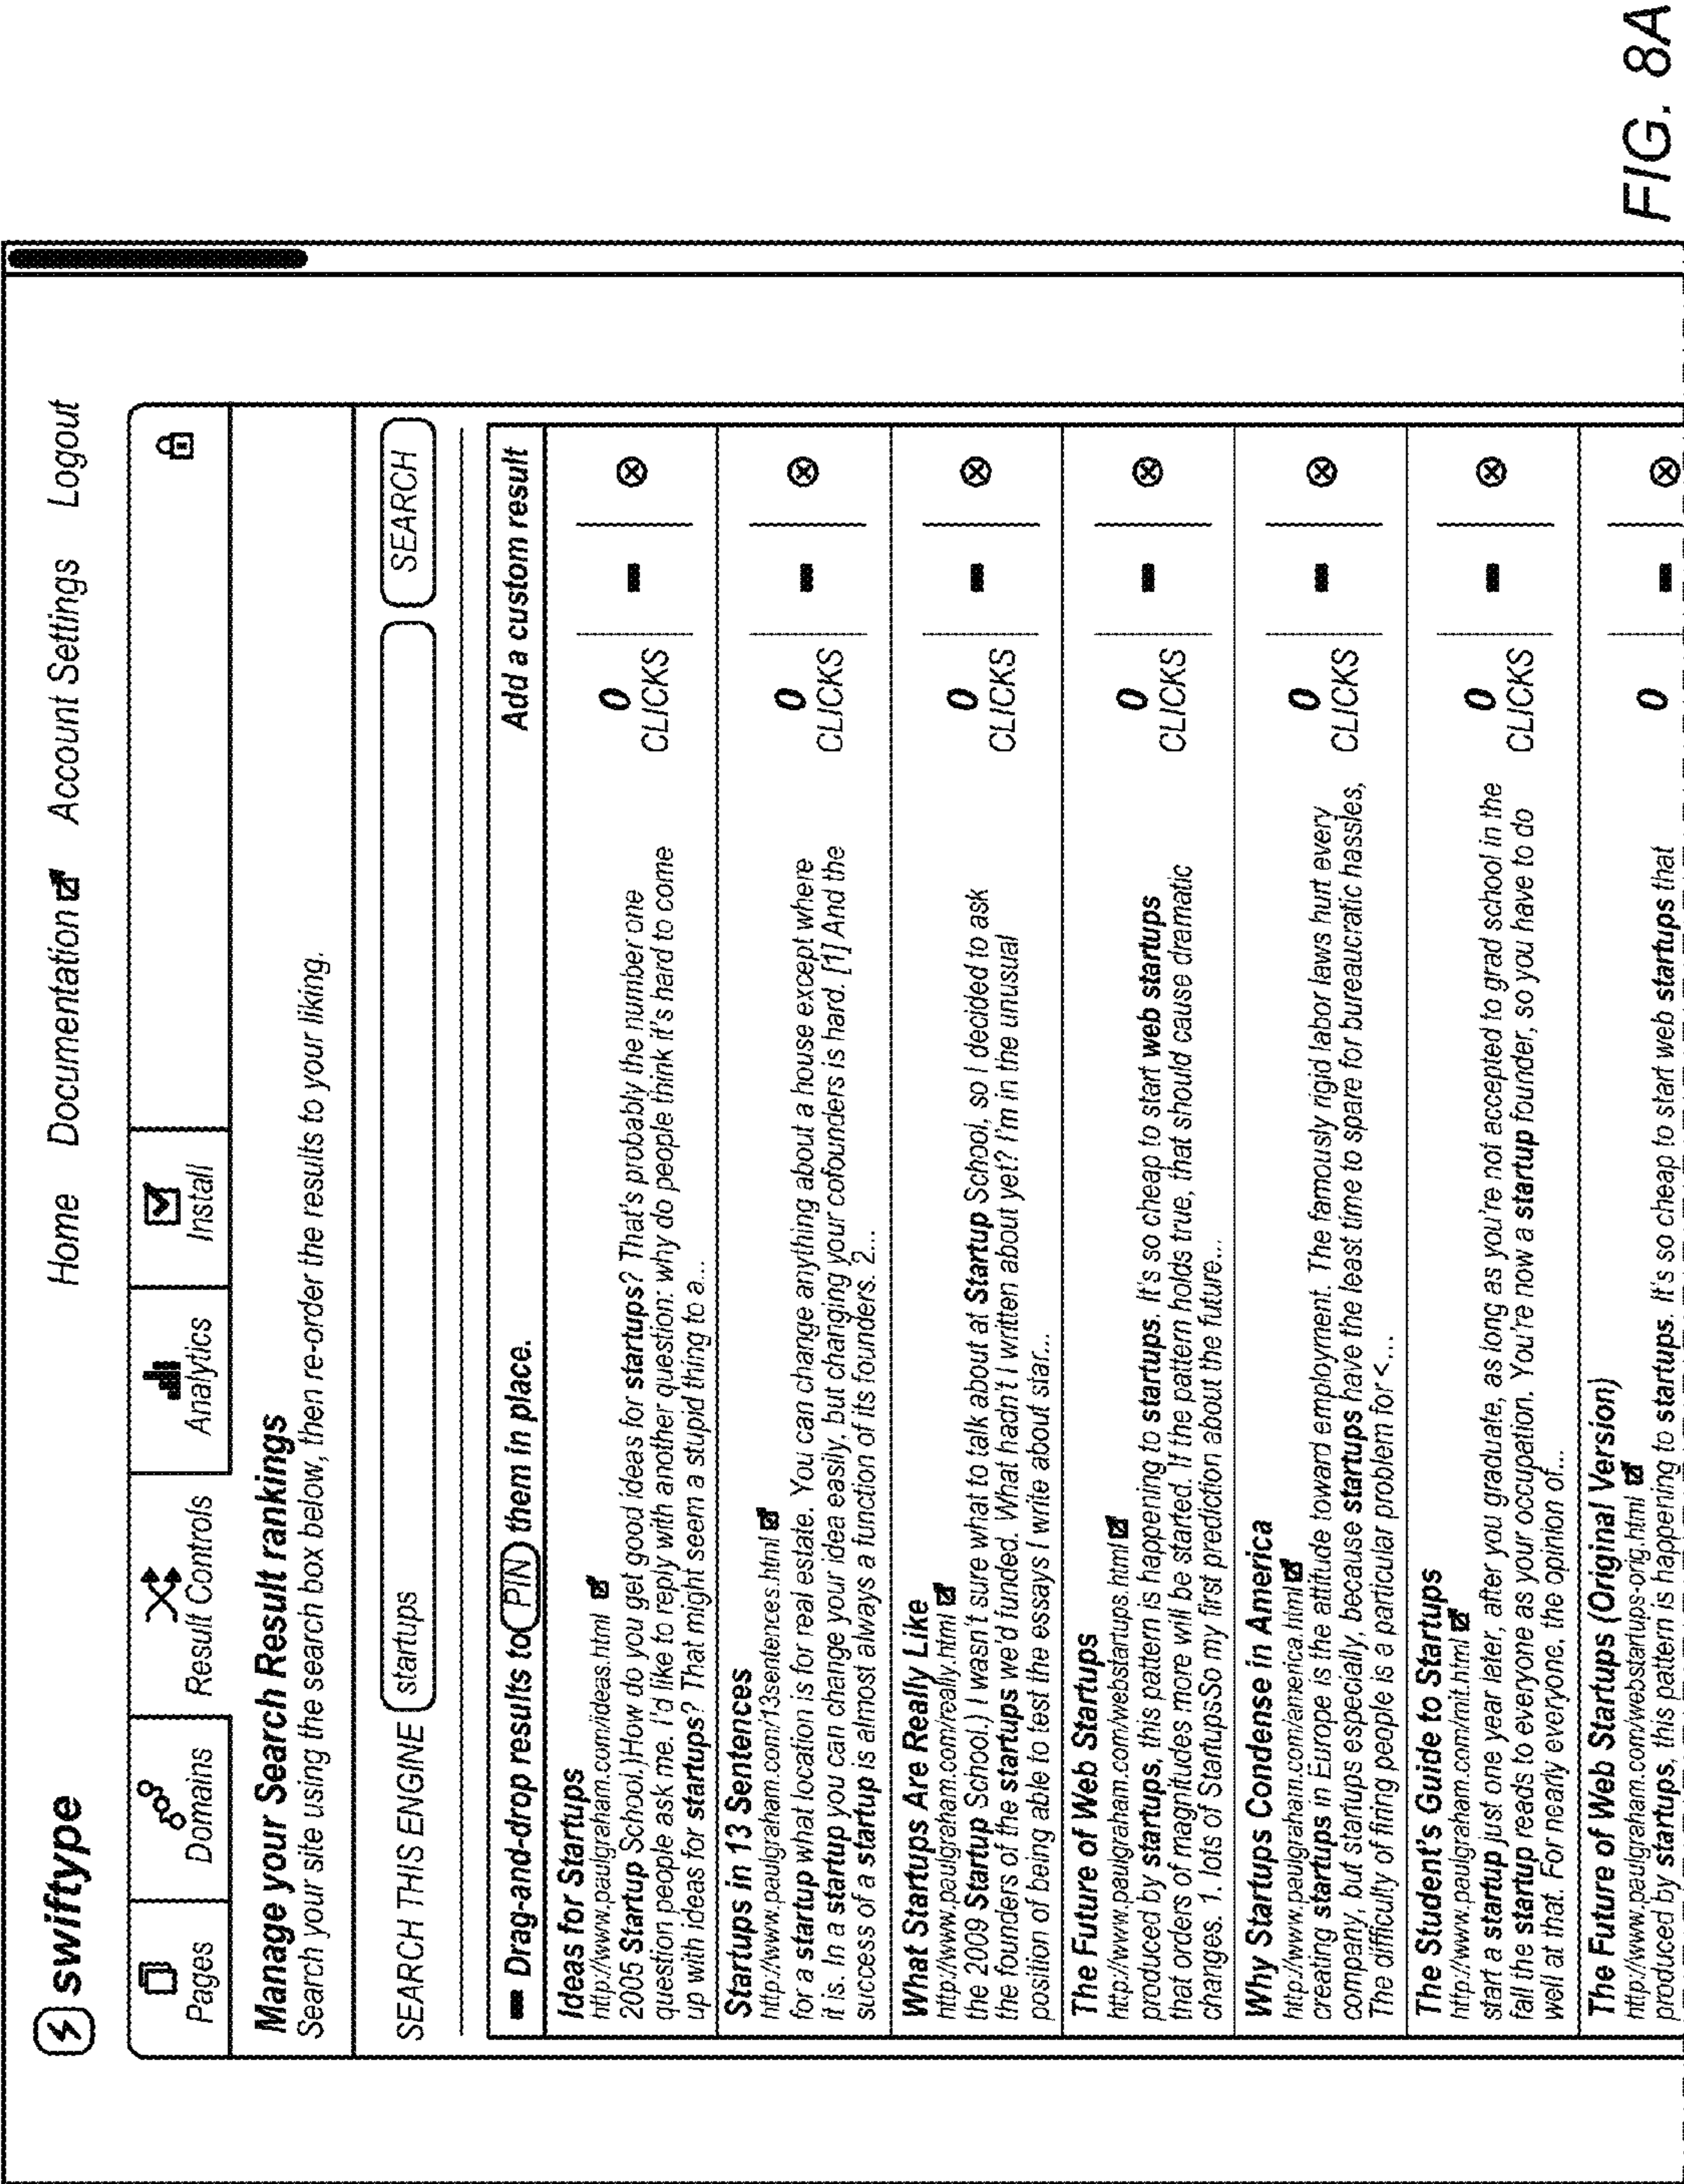 swiftype
Home Documentation Account Settings Logout
Pages Domains Result Controls Analytics Install
Manage your Search Result rankings
Search your site using the search box below, then re-order the results to your liking.
SEARCH THIS ENGINE startups SEARCH
Drag-and-drop results to PIN them in place. Add a custom result
Ideas for Startups
http://www.paulgraham.com/ideas.html
2005 Startup School.)How do you get good ideas for startups? That's probably the number one
question people ask me. I'd like to reply with another question: why do people think it's hard to come
up with ideas for startups? That might seem a stupid thing to a...
0
CLICKS
Startups in 13 Sentences
http://www.paulgraham.com/13sentences.html
for a startup what location is for real estate. You can change anything about a house except where
it is. In a startup you can change your idea easily, but changing your cofounders is hard. [1] And the
success of a startup is almost always a function of its founders. 2...
0
CLICKS
What Startups Are Really Like
http://www.paulgraham.com/really.html
the 2009 Startup School.) I wasn't sure what to talk about at Startup School, so I decided to ask
the founders of the startups we'd funded. What hadn't I written about yet? I'm in the unusual
position of being able to test the essays I write about star...
0
CLICKS
The Future of Web Startups
http://www.paulgraham.com/webstartups.html
produced by startups, this pattern is happening to startups. It's so cheap to start web startups
that orders of magnitudes more will be started. If the pattern holds true, that should cause dramatic
changes. 1. lots of StartupsSo my first prediction about the future...
0
CLICKS
Why Startups Condense in America
http://www.paulgraham.com/america.html
creating startups in Europe is the attitude toward employment. The famously rigid labor laws hurt every
company, but startups especially, because startups have the least time to spare for bureaucratic hassles,
The difficulty of firing people is a particular problem for <...
0
CLICKS
The Student's Guide to Startups
http://www.paulgraham.com/mit.html
start a startup just one year later, after you graduate, as long as you're not accepted to grad school in the
fall the startup reads to everyone as your occupation. You're now a startup founder, so you have to do
well at that. For nearly everyone, the opinion of...
0
CLICKS
The Future of Web Startups (Original Version)
http://www.paulgraham.com/webstartups-orig.html
produced by startups, this pattern is happening to startups. It's so cheap to start web startups that
0
FIG. 8A